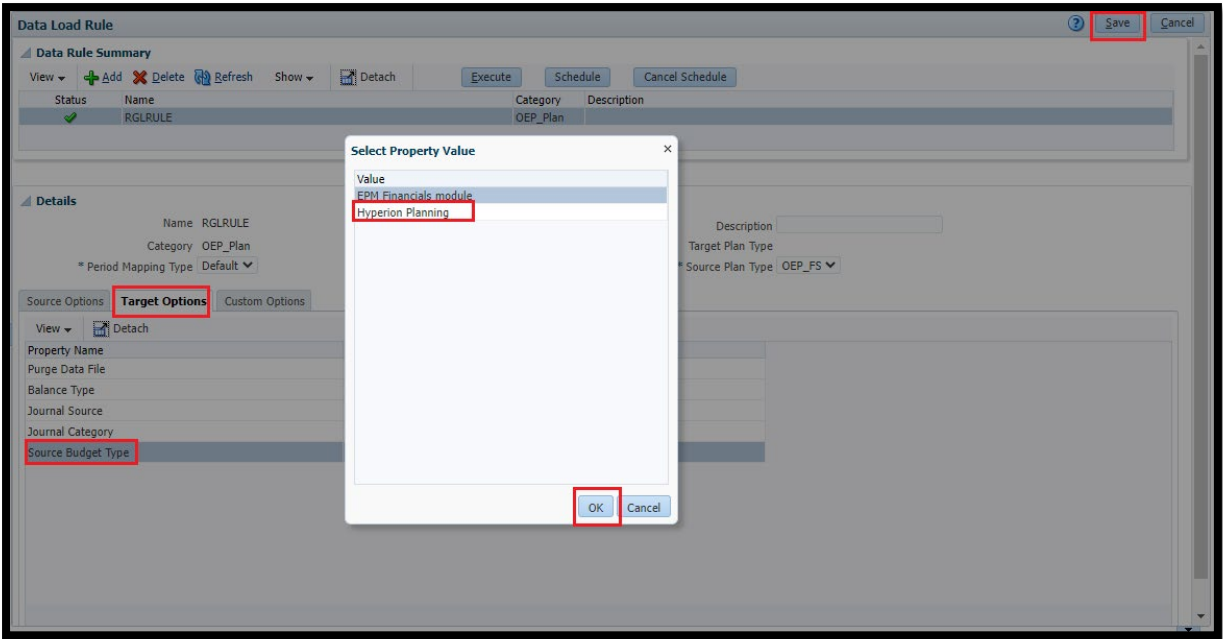 Data Load Rule ? Save Cancel
Data Rule Summary
View Add Delete Refresh Show Detach Execute Schedule Cancel Schedule
Status Name Category Description
RGLRULE OEP_Plan
Select Property Value ×
Value
EPM Financials module
Hyperion Planning
OK Cancel
Details
Name RGLRULE Description
Category OEP_Plan Target Plan Type
* Period Mapping Type Default * Source Plan Type OEP_FS
Source Options Target Options Custom Options
View Detach
Property Name
Purge Data File
Balance Type
Journal Source
Journal Category
Source Budget Type